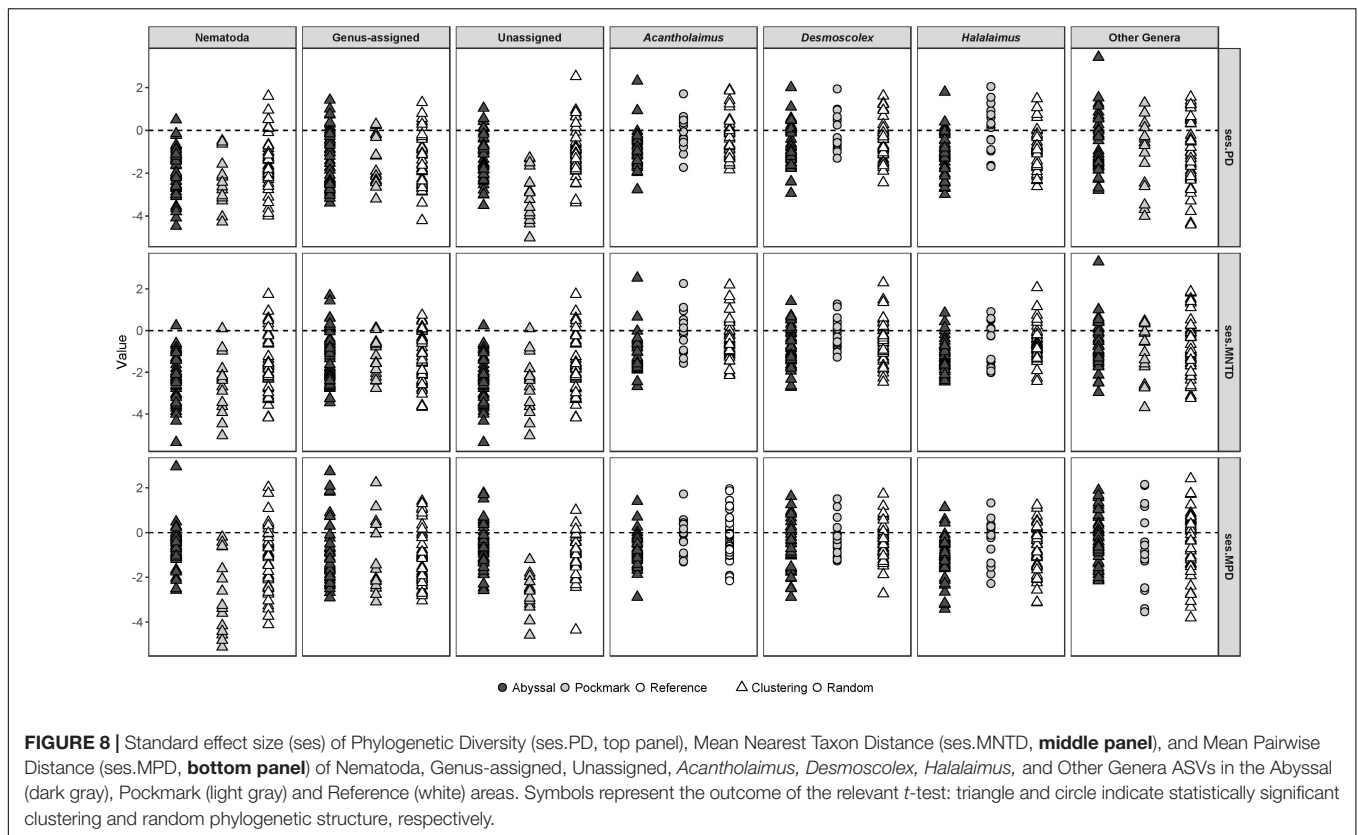 Nematoda Genus-assigned Unassigned Acantholaimus Desmoscolex Halalaimus Other Genera
2
0
-2
-4
ses.PD
Value
2
0
-2
-4
ses.MNTD
2
0
-2
-4
ses.MPD
Abyssal Pockmark Reference Clustering Random
FIGURE 8 | Standard effect size (ses) of Phylogenetic Diversity (ses.PD, top panel), Mean Nearest Taxon Distance (ses.MNTD, middle panel), and Mean Pairwise
Distance (ses.MPD, bottom panel) of Nematoda, Genus-assigned, Unassigned, Acantholaimus, Desmoscolex, Halalaimus, and Other Genera ASVs in the Abyssal
(dark gray), Pockmark (light gray) and Reference (white) areas. Symbols represent the outcome of the relevant t-test: triangle and circle indicate statistically significant
clustering and random phylogenetic structure, respectively.